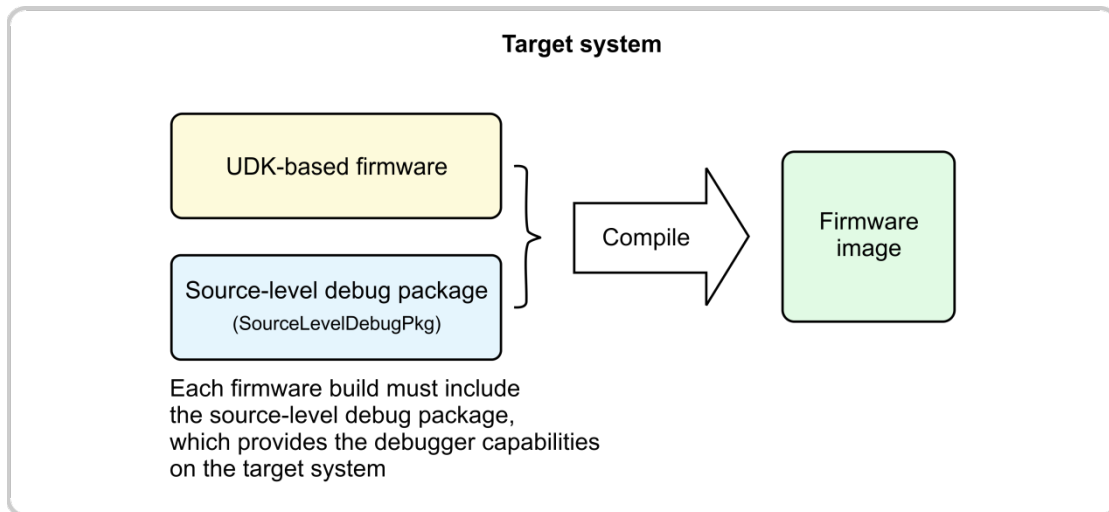 Target system
UDK-based firmware
Source-level debug package
(SourceLevelDebugPkg)
Each firmware build must include
the source-level debug package,
which provides the debugger capabilities
on the target system
Compile
Firmware
image